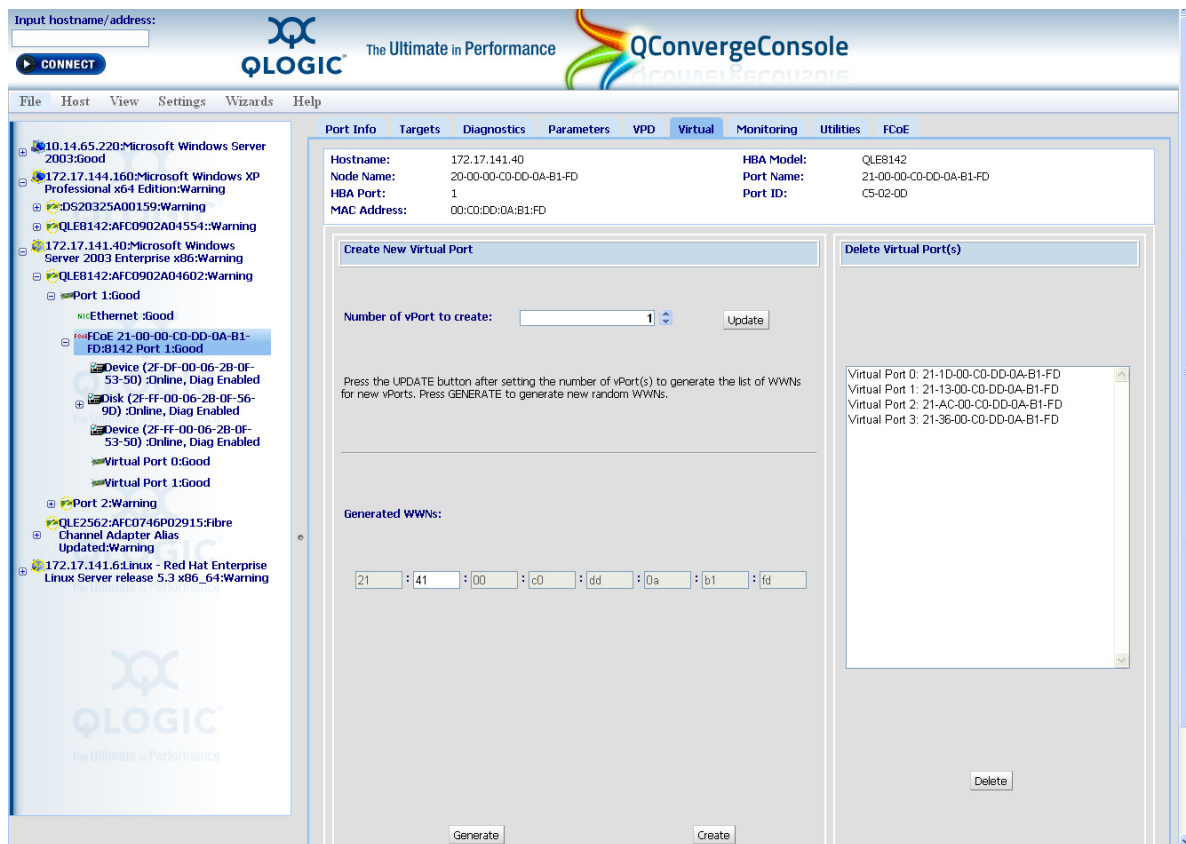 Input hostname/address:
CONNECT
QLOGIC
The Ultimate in Performance
QConvergeConsole
File Host View Settings Wizards Help
10.14.65.220:Microsoft Windows Server
2003:Good
172.17.144.160:Microsoft Windows XP
Professional x64 Edition:Warning
DS20325A00159:Warning
QLE8142:AFC0902A04554::Warning
172.17.141.40:Microsoft Windows
Server 2003 Enterprise x86:Warning
QLE8142:AFC0902A04602:Warning
Port 1:Good
NIC Ethernet :Good
FCoE FCoE 21-00-00-C0-DD-0A-B1-
FD:8142 Port 1:Good
Device (2F-DF-00-06-2B-0F-
53-50) :Online, Diag Enabled
Disk (2F-FF-00-06-2B-0F-56-
9D) :Online, Diag Enabled
Device (2F-FF-00-06-2B-0F-
53-50) :Online, Diag Enabled
Virtual Port 0:Good
Virtual Port 1:Good
Port 2:Warning
QLE2562:AFC0746P02915:Fibre
Channel Adapter Alias
Updated:Warning
172.17.141.6:Linux - Red Hat Enterprise
Linux Server release 5.3 x86_64:Warning
QLOGIC
The Ultimate in Performance
Port Info Targets Diagnostics Parameters VPD Virtual Monitoring Utilities FCoE
Hostname: 172.17.141.40 HBA Model: QLE8142
Node Name: 20-00-00-C0-DD-0A-B1-FD Port Name: 21-00-00-C0-DD-0A-B1-FD
HBA Port: 1 Port ID: C5-02-0D
MAC Address: 00:C0:DD:0A:B1:FD
Create New Virtual Port
Number of vPort to create: 1 Update
Press the UPDATE button after setting the number of vPort(s) to generate the list of WWNs
for new vPorts. Press GENERATE to generate new random WWNs.
Generated WWNs:
21 : 41 : 00 : c0 : dd : 0a : b1 : fd
Generate Create
Delete Virtual Port(s)
Virtual Port 0: 21-1D-00-C0-DD-0A-B1-FD
Virtual Port 1: 21-13-00-C0-DD-0A-B1-FD
Virtual Port 2: 21-AC-00-C0-DD-0A-B1-FD
Virtual Port 3: 21-36-00-C0-DD-0A-B1-FD
Delete